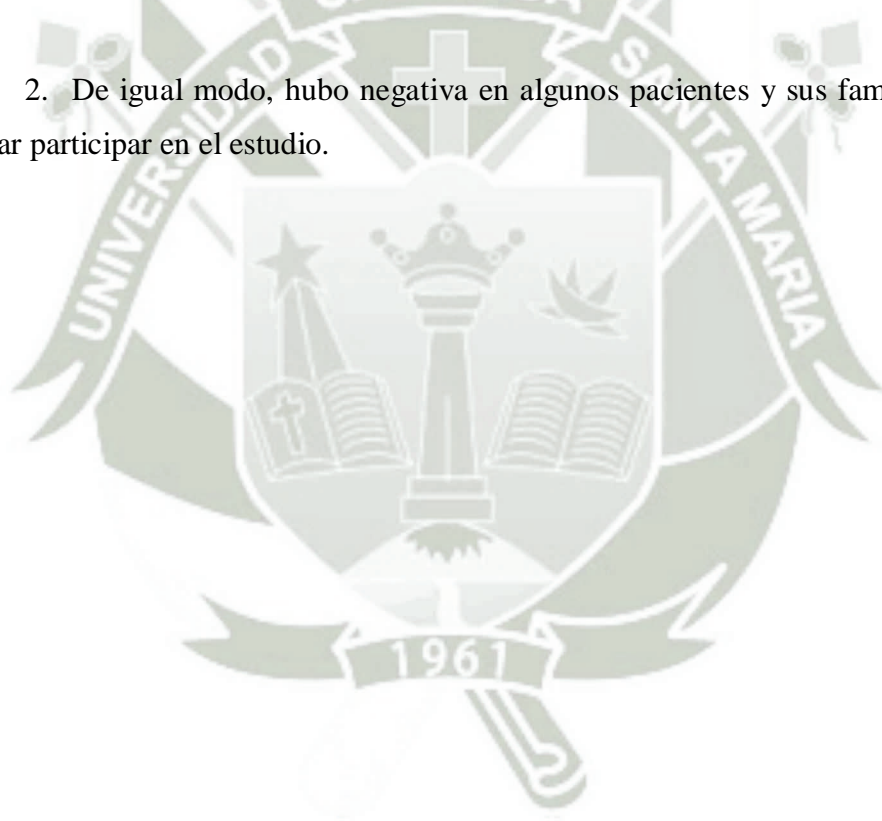 2. De igual modo, hubo negativa en algunos pacientes y sus fam
ar participar en el estudio.
UNIVERSIDAD
SANTA MARIA
1961